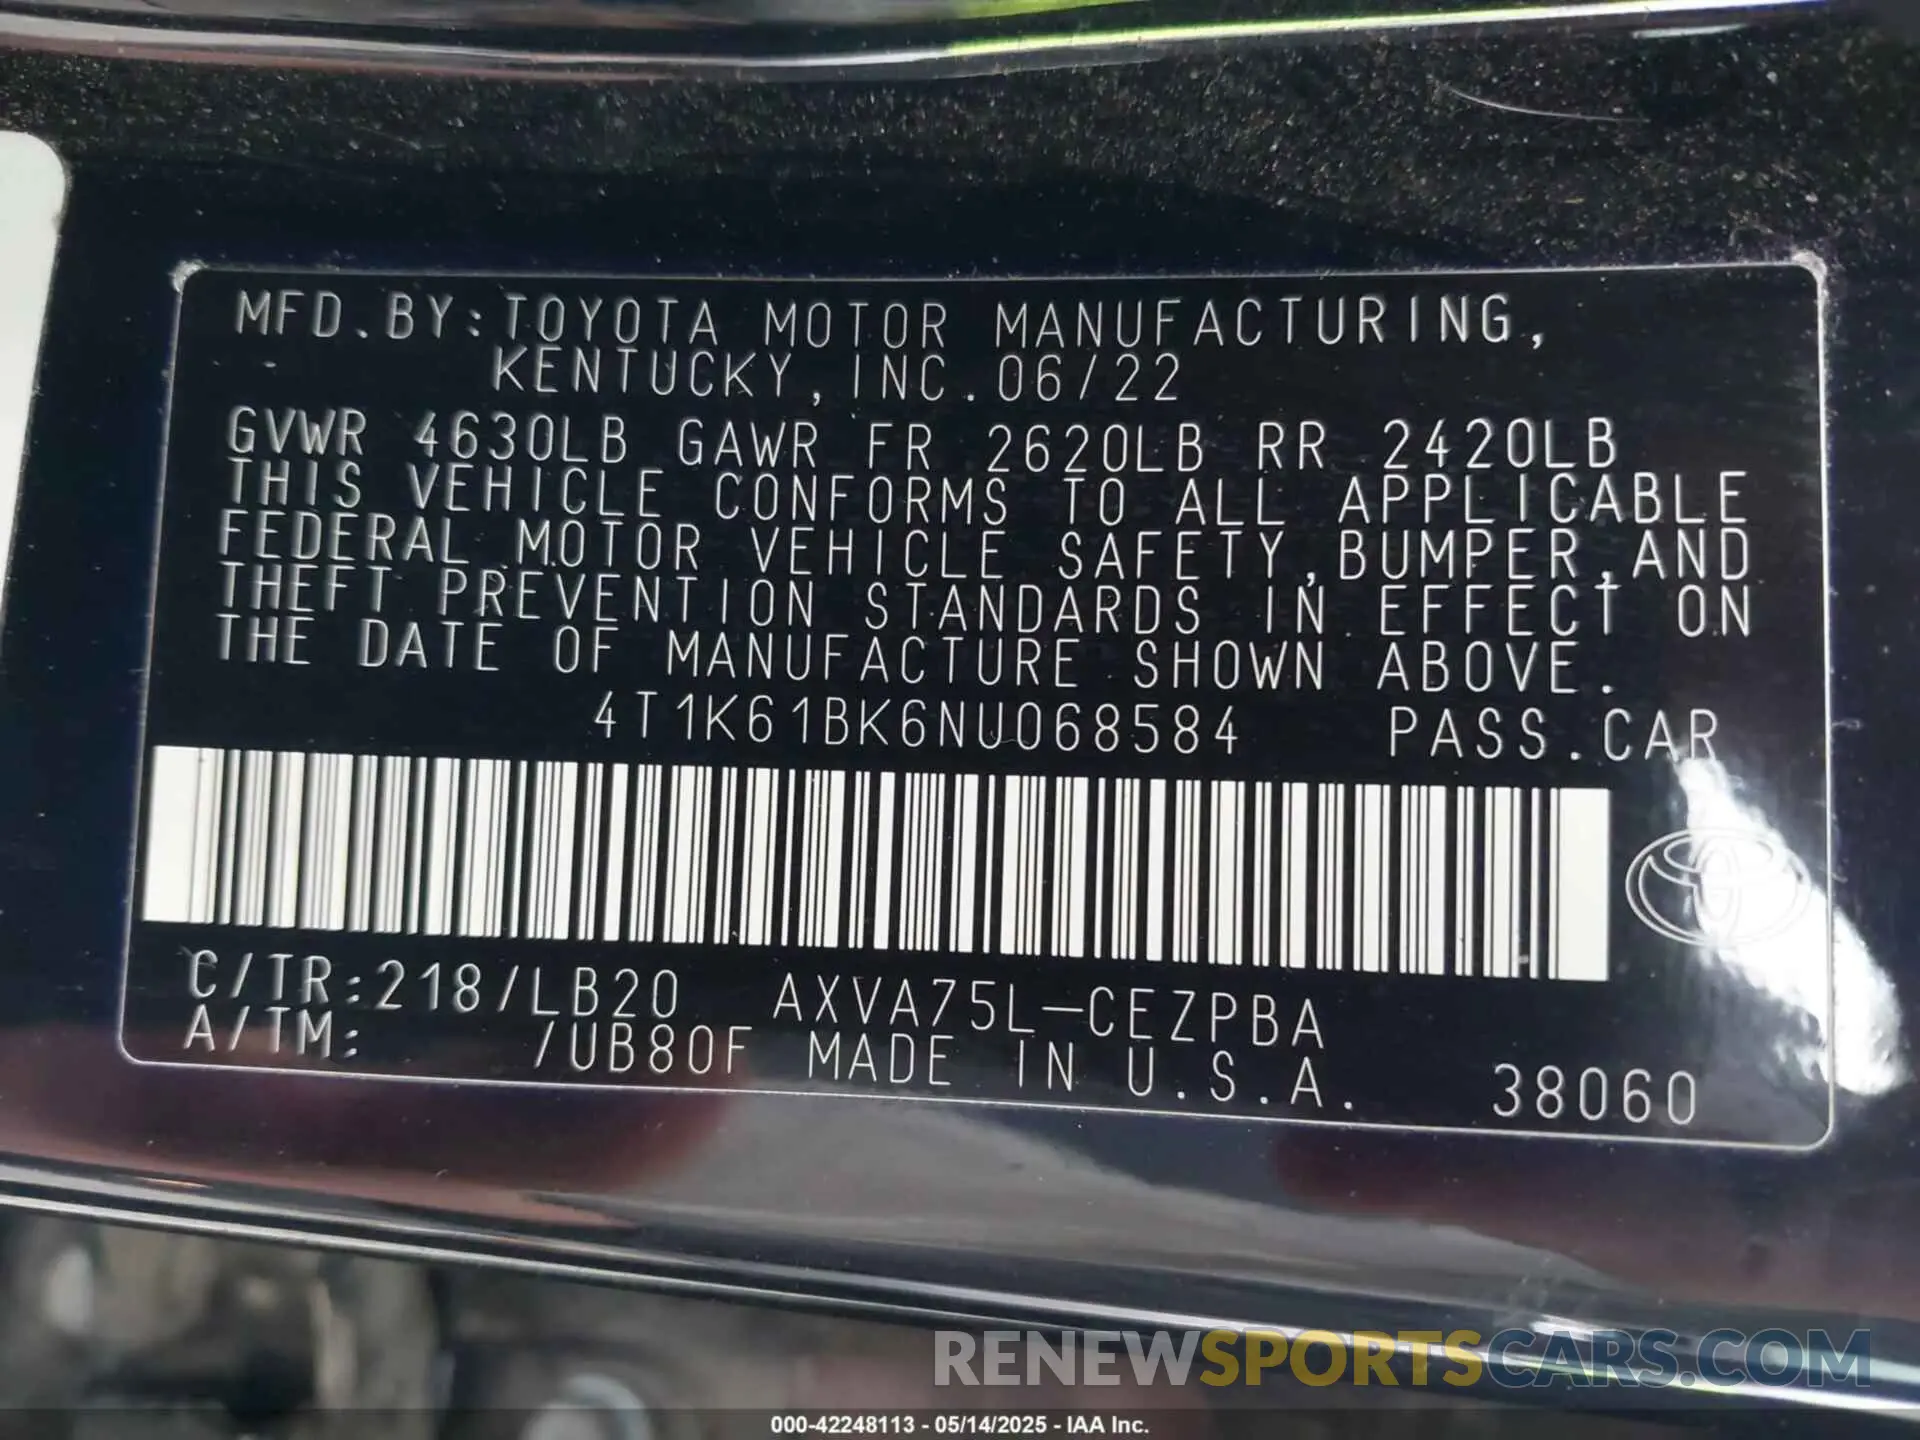 MFD.BY:TOYOTA MOTOR MANUFACTURING,
KENTUCKY,INC.06/22
GVWR 4630LB GAWR FR 2620LB RR 2420LB
THIS VEHICLE CONFORMS TO ALL APPLICABLE
FEDERAL MOTOR VEHICLE SAFETY,BUMPER,AND
THEFT PREVENTION STANDARDS IN EFFECT ON
THE DATE OF MANUFACTURE SHOWN ABOVE.
4T1K61BK6NU068584 PASS.CAR
C/TR:218/LB20 AXVA75L-CEZPBA
A/TM: /UB80F MADE IN U.S.A. 38060
RENEWSPORTSCARS.COM
000-42248113 - 05/14/2025 - IAA Inc.